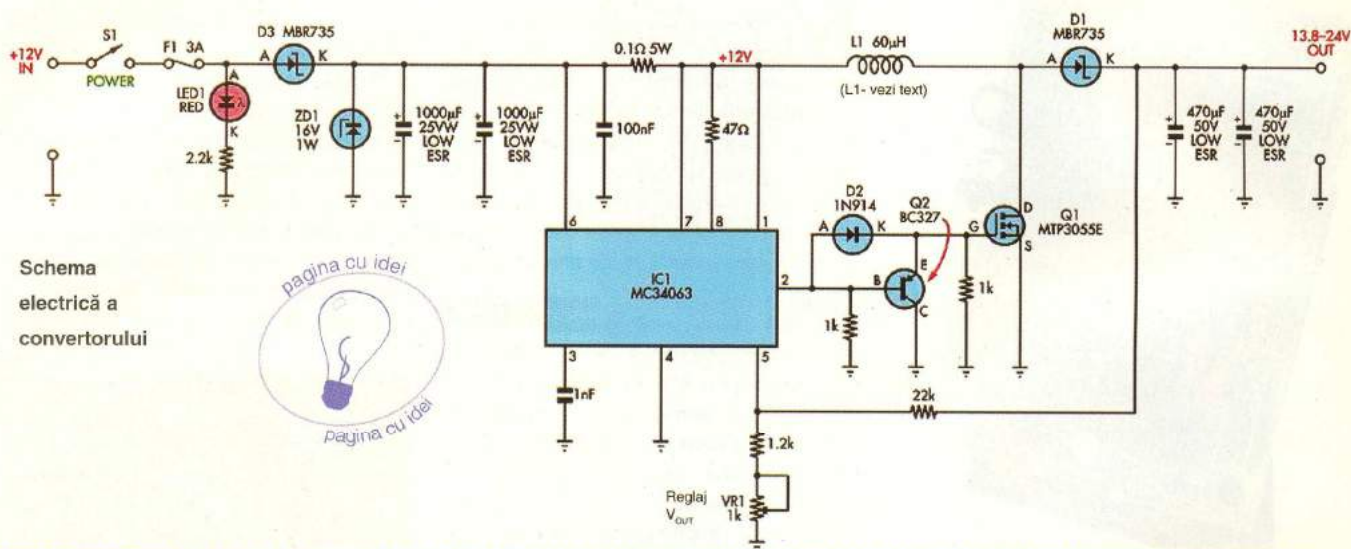 +12V
IN
S1
POWER
F1 3A
A
LED1
RED
K
2.2k
D3 MBR735
A
K
ZD1
16V
1W
+
−
1000µF
25VW
LOW
ESR
+
−
1000µF
25VW
LOW
ESR
0.1Ω 5W
100nF
+12V
47Ω
L1 60µH
(L1- vezi text)
D1
MBR735
A
K
13.8–24V
OUT
+
−
470µF
50V
LOW
ESR
+
−
470µF
50V
LOW
ESR
6
7
8
1
IC1
MC34063
2
3
4
5
1nF
D2
1N914
A
K
Q2
BC327
B
E
C
1k
G
D
S
Q1
MTP3055E
1k
22k
1.2k
Reglaj
VOUT
VR1
1k
Schema
electrică a
convertorului
pagina cu idei
pagina cu idei